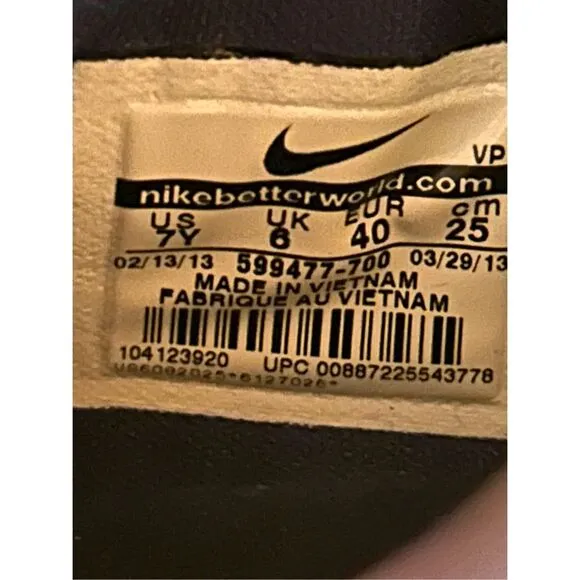 VP
nikebetterworld.com
US UK EUR cm
7Y 6 40 25
02/13/13 599477-700 03/29/13
MADE IN VIETNAM
FABRIQUE AU VIETNAM
104123920 UPC 00887225543778